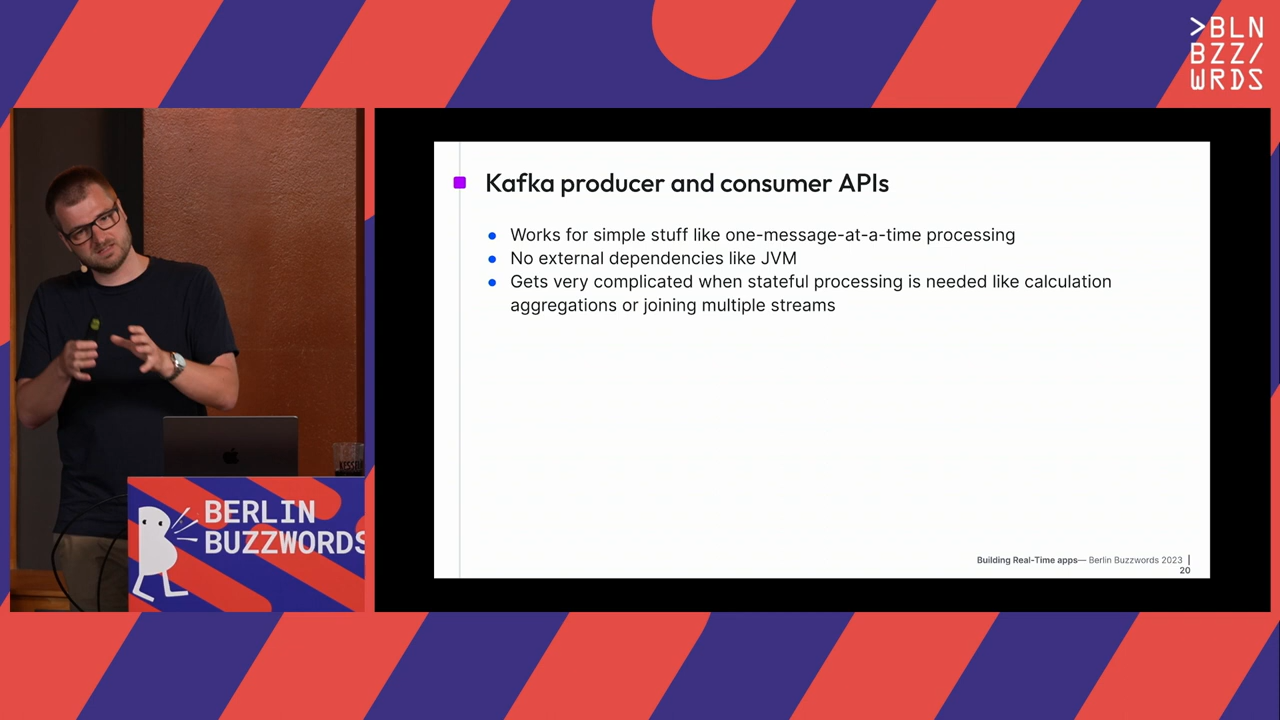 >BLN
BZZ/
WRDS
Kafka producer and consumer APIs
Works for simple stuff like one-message-at-a-time processing
No external dependencies like JVM
Gets very complicated when stateful processing is needed like calculation
aggregations or joining multiple streams
BERLIN
BUZZWORDS
Building Real-Time apps— Berlin Buzzwords 2023 |
20